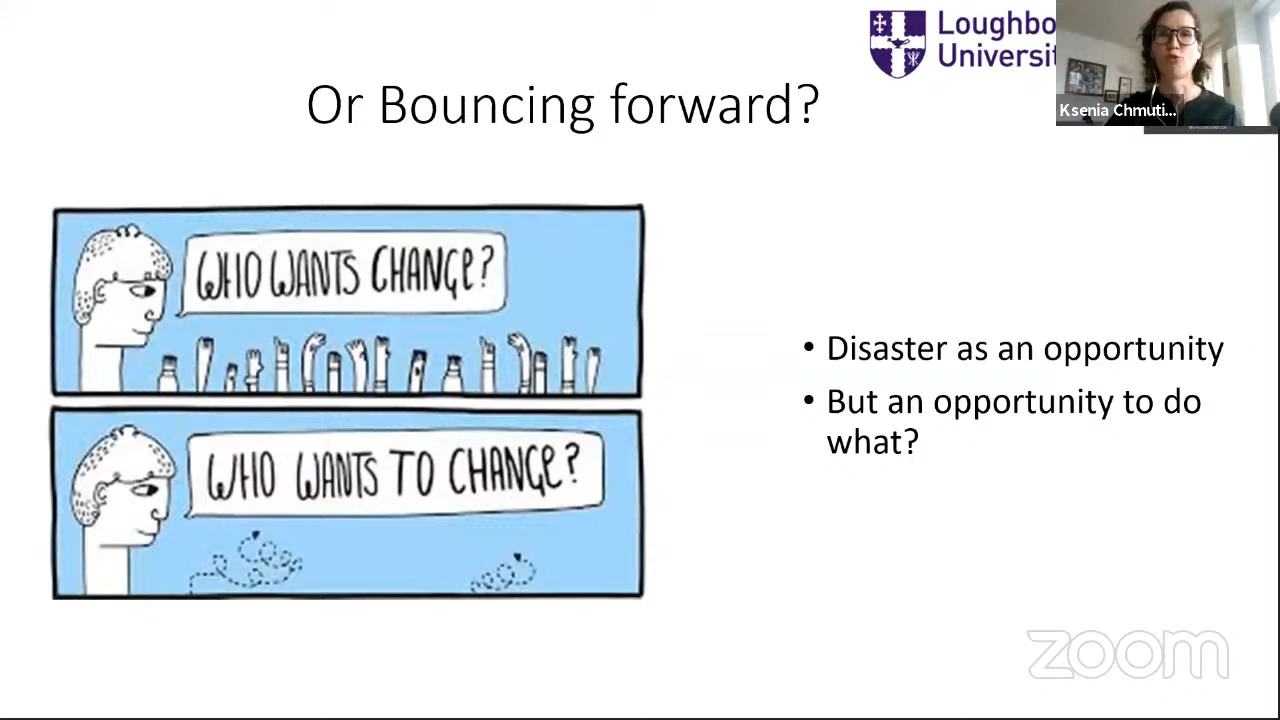 Loughbo
Universit
Ksenia Chmuti...
Or Bouncing forward?
WHO WANTS CHANGE?
WHO WANTS TO CHANGE?
• Disaster as an opportunity
• But an opportunity to do
what?
zoom